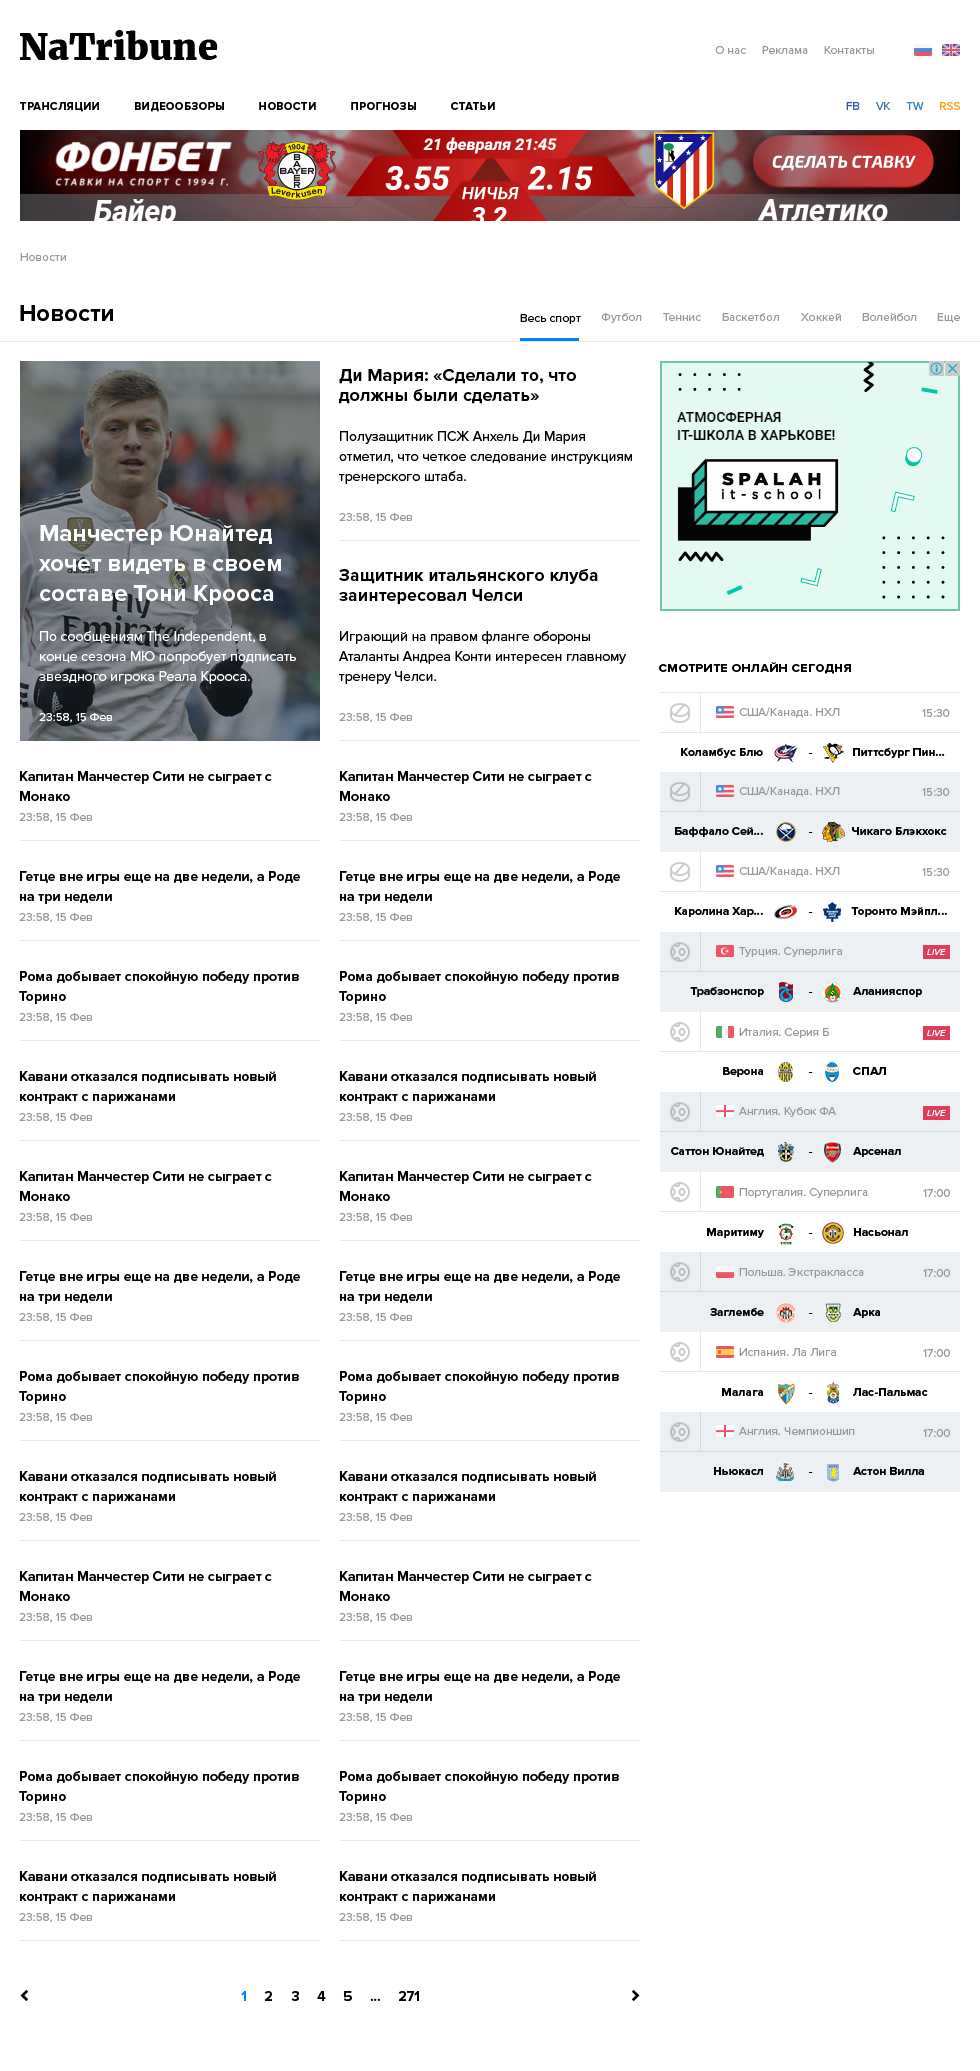 NaTribune
О нас Реклама Контакты
ТРАНСЛЯЦИИ ВИДЕООБЗОРЫ НОВОСТИ ПРОГНОЗЫ СТАТЬИ
FB VK TW RSS
ФОНБЕТ
СТАВКИ НА СПОРТ С 1994 Г.
Байер
1904
BAYER
BAYER
Leverkusen
21 февраля 21:45
3.55 2.15
НИЧЬЯ
3.2
СДЕЛАТЬ СТАВКУ
Атлетико
Новости
Новости
Весь спорт Футбол Теннис Баскетбол Хоккей Волейбол Еще
Манчестер Юнайтед
хочет видеть в своем
составе Тони Крооса
По сообщениям The Independent, в
конце сезона МЮ попробует подписать
звездного игрока Реала Крооса.
23:58, 15 Фев
Fly
Emirates
Ди Мария: «Сделали то, что
должны были сделать»
Полузащитник ПСЖ Анхель Ди Мария
отметил, что четкое следование инструкциям
тренерского штаба.
23:58, 15 Фев
Защитник итальянского клуба
заинтересовал Челси
Играющий на правом фланге обороны
Аталанты Андреа Конти интересен главному
тренеру Челси.
23:58, 15 Фев
Капитан Манчестер Сити не сыграет с
Монако
23:58, 15 Фев
Капитан Манчестер Сити не сыграет с
Монако
23:58, 15 Фев
Гетце вне игры еще на две недели, а Роде
на три недели
23:58, 15 Фев
Гетце вне игры еще на две недели, а Роде
на три недели
23:58, 15 Фев
Рома добывает спокойную победу против
Торино
23:58, 15 Фев
Рома добывает спокойную победу против
Торино
23:58, 15 Фев
Кавани отказался подписывать новый
контракт с парижанами
23:58, 15 Фев
Кавани отказался подписывать новый
контракт с парижанами
23:58, 15 Фев
Капитан Манчестер Сити не сыграет с
Монако
23:58, 15 Фев
Капитан Манчестер Сити не сыграет с
Монако
23:58, 15 Фев
Гетце вне игры еще на две недели, а Роде
на три недели
23:58, 15 Фев
Гетце вне игры еще на две недели, а Роде
на три недели
23:58, 15 Фев
Рома добывает спокойную победу против
Торино
23:58, 15 Фев
Рома добывает спокойную победу против
Торино
23:58, 15 Фев
Кавани отказался подписывать новый
контракт с парижанами
23:58, 15 Фев
Кавани отказался подписывать новый
контракт с парижанами
23:58, 15 Фев
Капитан Манчестер Сити не сыграет с
Монако
23:58, 15 Фев
Капитан Манчестер Сити не сыграет с
Монако
23:58, 15 Фев
Гетце вне игры еще на две недели, а Роде
на три недели
23:58, 15 Фев
Гетце вне игры еще на две недели, а Роде
на три недели
23:58, 15 Фев
Рома добывает спокойную победу против
Торино
23:58, 15 Фев
Рома добывает спокойную победу против
Торино
23:58, 15 Фев
Кавани отказался подписывать новый
контракт с парижанами
23:58, 15 Фев
Кавани отказался подписывать новый
контракт с парижанами
23:58, 15 Фев
1 2 3 4 5 ... 271
АТМОСФЕРНАЯ
IT-ШКОЛА В ХАРЬКОВЕ!
SPALAH
it-school
СМОТРИТЕ ОНЛАЙН СЕГОДНЯ
США/Канада. НХЛ 15:30
Коламбус Блю - Питтсбург Пин...
США/Канада. НХЛ 15:30
Баффало Сей... - Чикаго Блэкхокс
США/Канада. НХЛ 15:30
Каролина Хар... - Торонто Мэйпл...
Турция. Суперлига LIVE
Трабзонспор - Аланияспор
Италия. Серия Б LIVE
Верона - СПАЛ
Англия. Кубок ФА LIVE
Саттон Юнайтед - Арсенал
Португалия. Суперлига 17:00
Маритиму - Насьонал
Польша. Экстракласса 17:00
Заглембе - Арка
Испания. Ла Лига 17:00
Малага - Лас-Пальмас
Англия. Чемпионшип 17:00
Ньюкасл - Астон Вилла